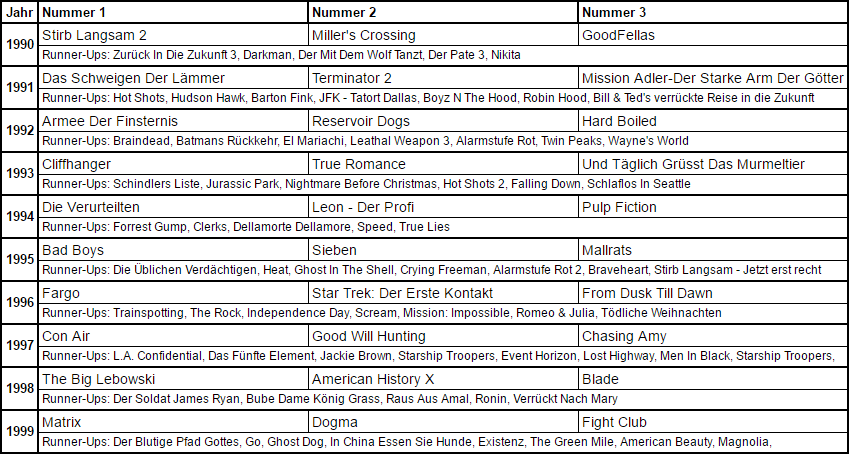 Jahr Nummer 1 Nummer 2 Nummer 3
1990 Stirb Langsam 2 Miller's Crossing GoodFellas
Runner-Ups: Zurück In Die Zukunft 3, Darkman, Der Mit Dem Wolf Tanzt, Der Pate 3, Nikita
1991 Das Schweigen Der Lämmer Terminator 2 Mission Adler-Der Starke Arm Der Götter
Runner-Ups: Hot Shots, Hudson Hawk, Barton Fink, JFK - Tatort Dallas, Boyz N The Hood, Robin Hood, Bill & Ted's verrückte Reise in die Zukunft
1992 Armee Der Finsternis Reservoir Dogs Hard Boiled
Runner-Ups: Braindead, Batmans Rückkehr, El Mariachi, Leathal Weapon 3, Alarmstufe Rot, Twin Peaks, Wayne's World
1993 Cliffhanger True Romance Und Täglich Grüsst Das Murmeltier
Runner-Ups: Schindlers Liste, Jurassic Park, Nightmare Before Christmas, Hot Shots 2, Falling Down, Schlaflos In Seattle
1994 Die Verurteilten Leon - Der Profi Pulp Fiction
Runner-Ups: Forrest Gump, Clerks, Dellamorte Dellamore, Speed, True Lies
1995 Bad Boys Sieben Mallrats
Runner-Ups: Die Üblichen Verdächtigen, Heat, Ghost In The Shell, Crying Freeman, Alarmstufe Rot 2, Braveheart, Stirb Langsam - Jetzt erst recht
1996 Fargo Star Trek: Der Erste Kontakt From Dusk Till Dawn
Runner-Ups: Trainspotting, The Rock, Independence Day, Scream, Mission: Impossible, Romeo & Julia, Tödliche Weihnachten
1997 Con Air Good Will Hunting Chasing Amy
Runner-Ups: L.A. Confidential, Das Fünfte Element, Jackie Brown, Starship Troopers, Event Horizon, Lost Highway, Men In Black, Starship Troopers,
1998 The Big Lebowski American History X Blade
Runner-Ups: Der Soldat James Ryan, Bube Dame König Grass, Raus Aus Amal, Ronin, Verrückt Nach Mary
1999 Matrix Dogma Fight Club
Runner-Ups: Der Blutige Pfad Gottes, Go, Ghost Dog, In China Essen Sie Hunde, Existenz, The Green Mile, American Beauty, Magnolia,